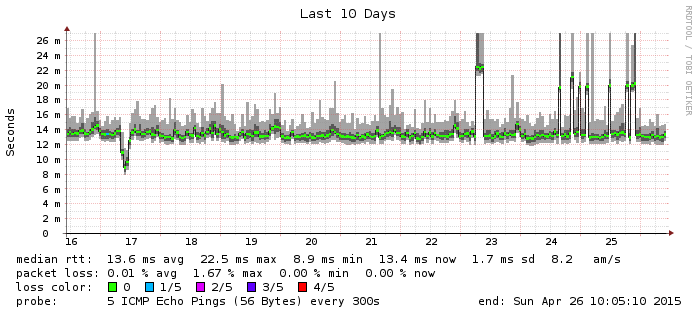 Last 10 Days
RRDTOOL / TOBI OETIKER
Seconds
26 m
24 m
22 m
20 m
18 m
16 m
14 m
12 m
10 m
8 m
6 m
4 m
2 m
0
16 17 18 19 20 21 22 23 24 25
median rtt: 13.6 ms avg 22.5 ms max 8.9 ms min 13.4 ms now 1.7 ms sd 8.2 am/s
packet loss: 0.01 % avg 1.67 % max 0.00 % min 0.00 % now
loss color: 0 1/5 2/5 3/5 4/5
probe: 5 ICMP Echo Pings (56 Bytes) every 300s end: Sun Apr 26 10:05:10 2015